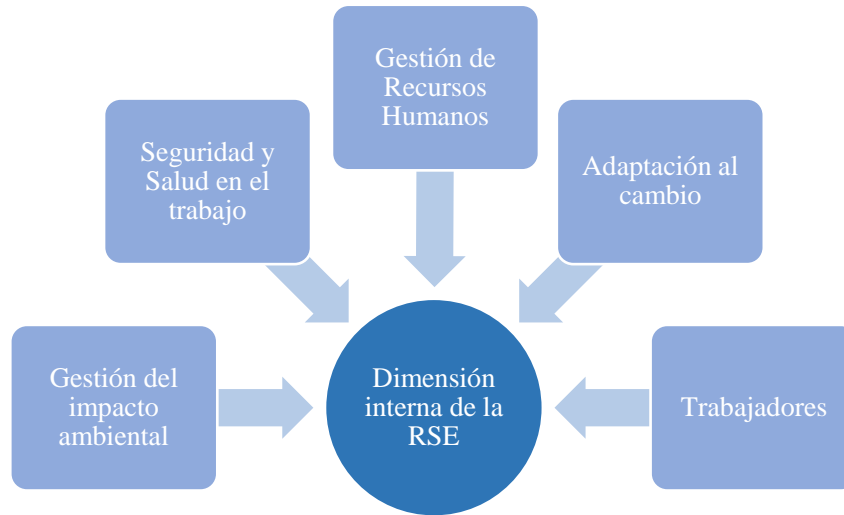 Gestión de
Recursos
Humanos
Seguridad y
Salud en el
trabajo
Adaptación al
cambio
Gestión del
impacto
ambiental
Dimensión
interna de la
RSE
Trabajadores